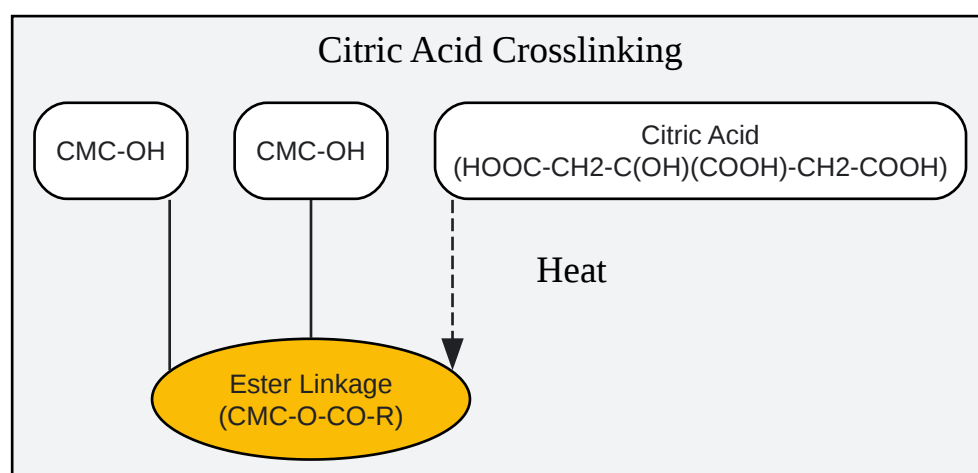 Citric Acid Crosslinking
CMC-OH
CMC-OH
Citric Acid
(HOOC-CH2-C(OH)(COOH)-CH2-COOH)
Heat
Ester Linkage
(CMC-O-CO-R)